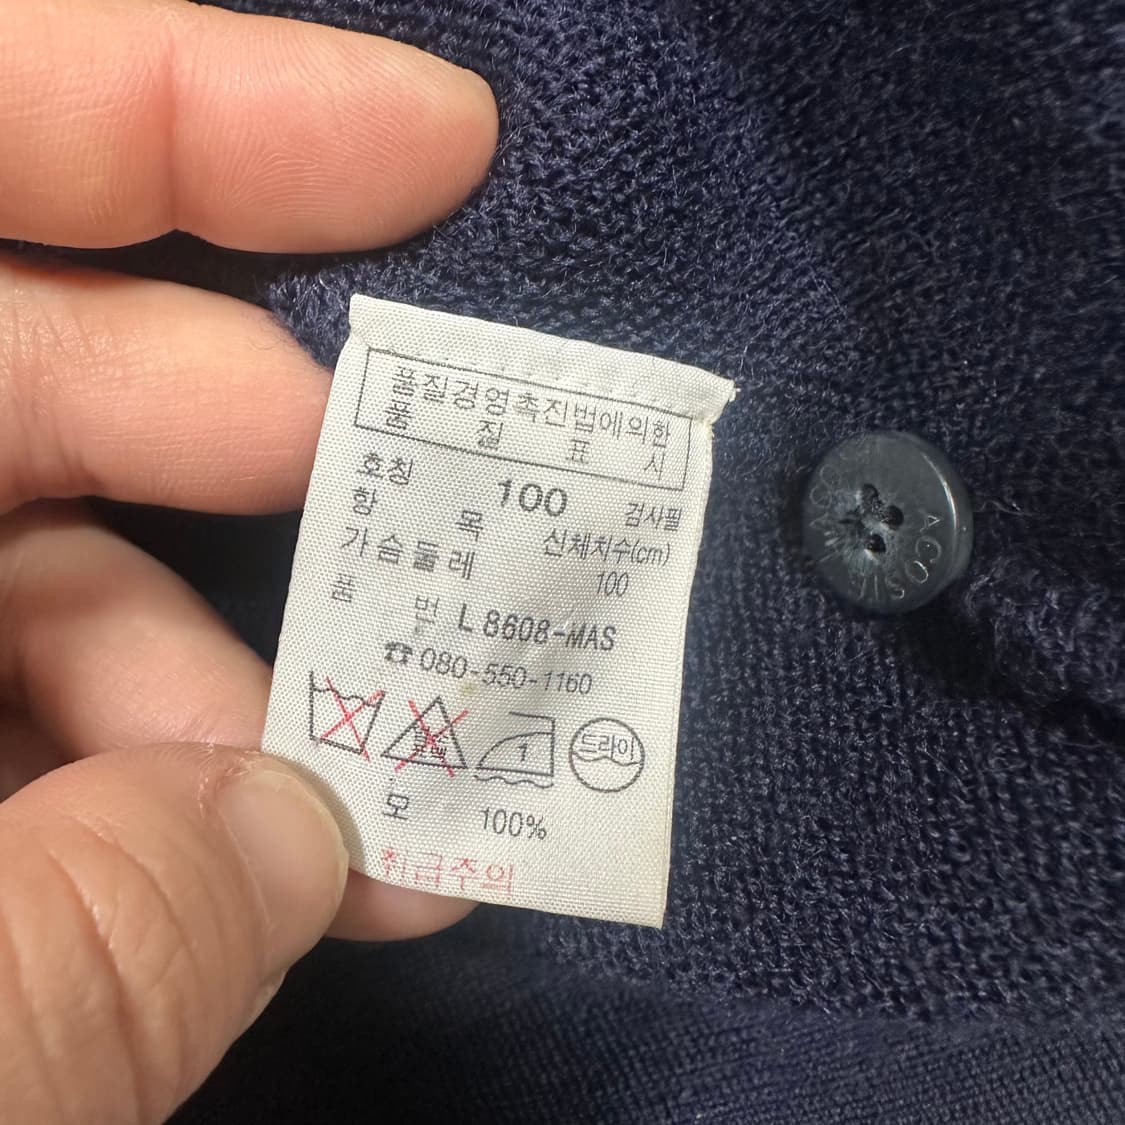 품질경영촉진법에의한
품 질 표 시
호칭 100 검사필
항 목 신체치수(cm)
가슴둘레 100
품 번 L8608-MAS
☎ 080-550-1160
1 드라이
모 100%
취급주의